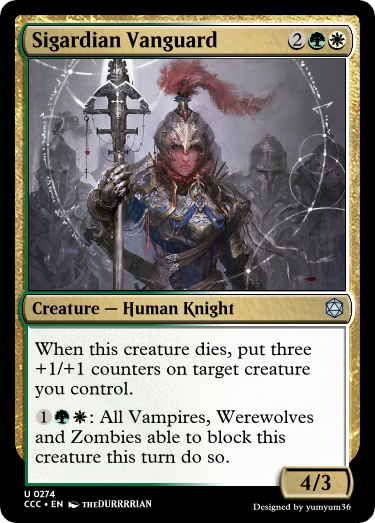 Sigardian Vanguard 2
Creature — Human Knight
When this creature dies, put three
+1/+1 counters on target creature
you control.
1 : All Vampires, Werewolves
and Zombies able to block this
creature this turn do so.
4/3
U 0274
CCC • EN THEDURRRRIAN
Designed by yumyum36